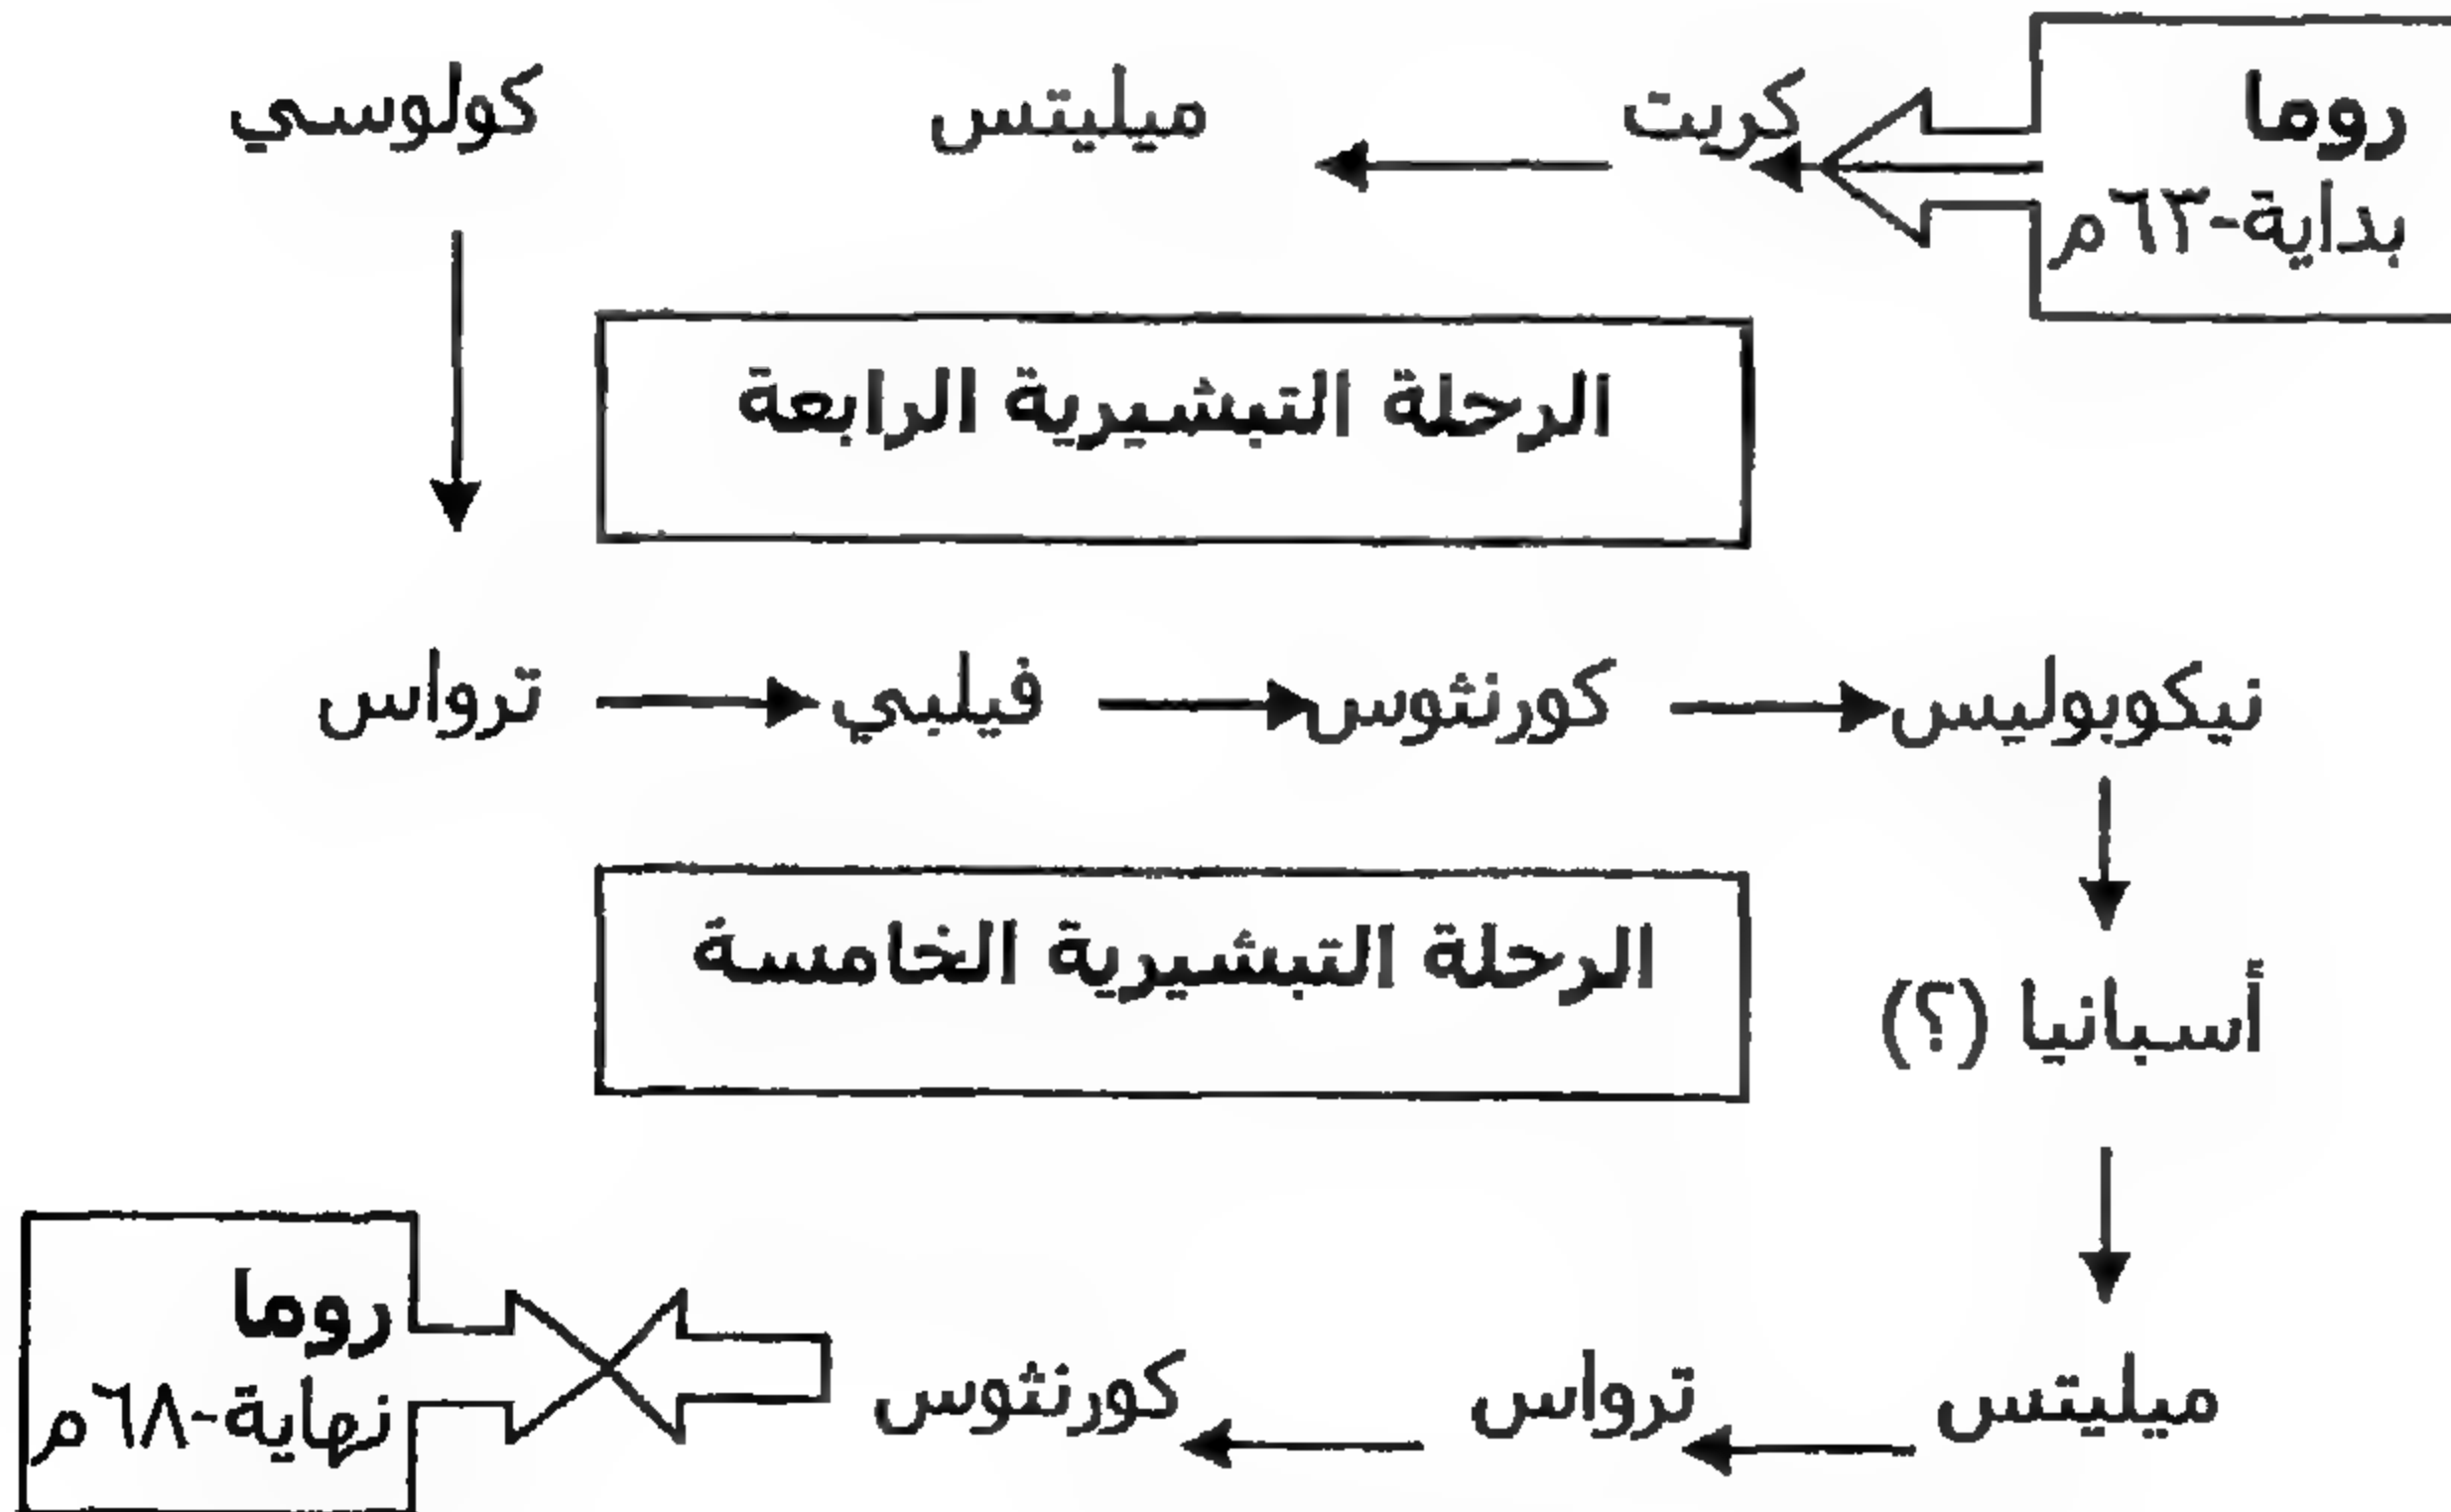 روما
بداية-٦٣م
كريت
ميليتس
كولوسي
الرحلة التبشيرية الرابعة
ترواس
فيلبي
كورنثوس
نيكوبوليس
الرحلة التبشيرية الخامسة
أسبانيا (؟)
ميليتس
ترواس
كورنثوس
روما
نهاية-٦٨م